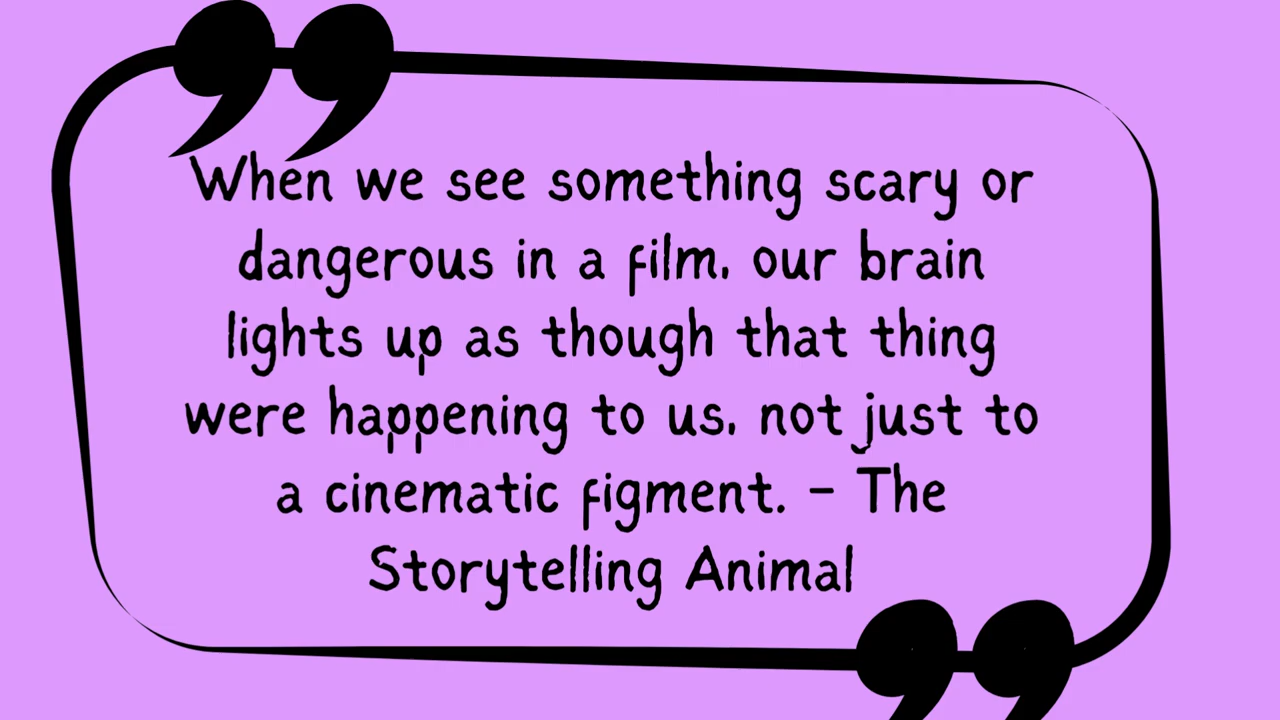 When we see something scary or
dangerous in a film, our brain
lights up as though that thing
were happening to us, not just to
a cinematic figment. - The
Storytelling Animal